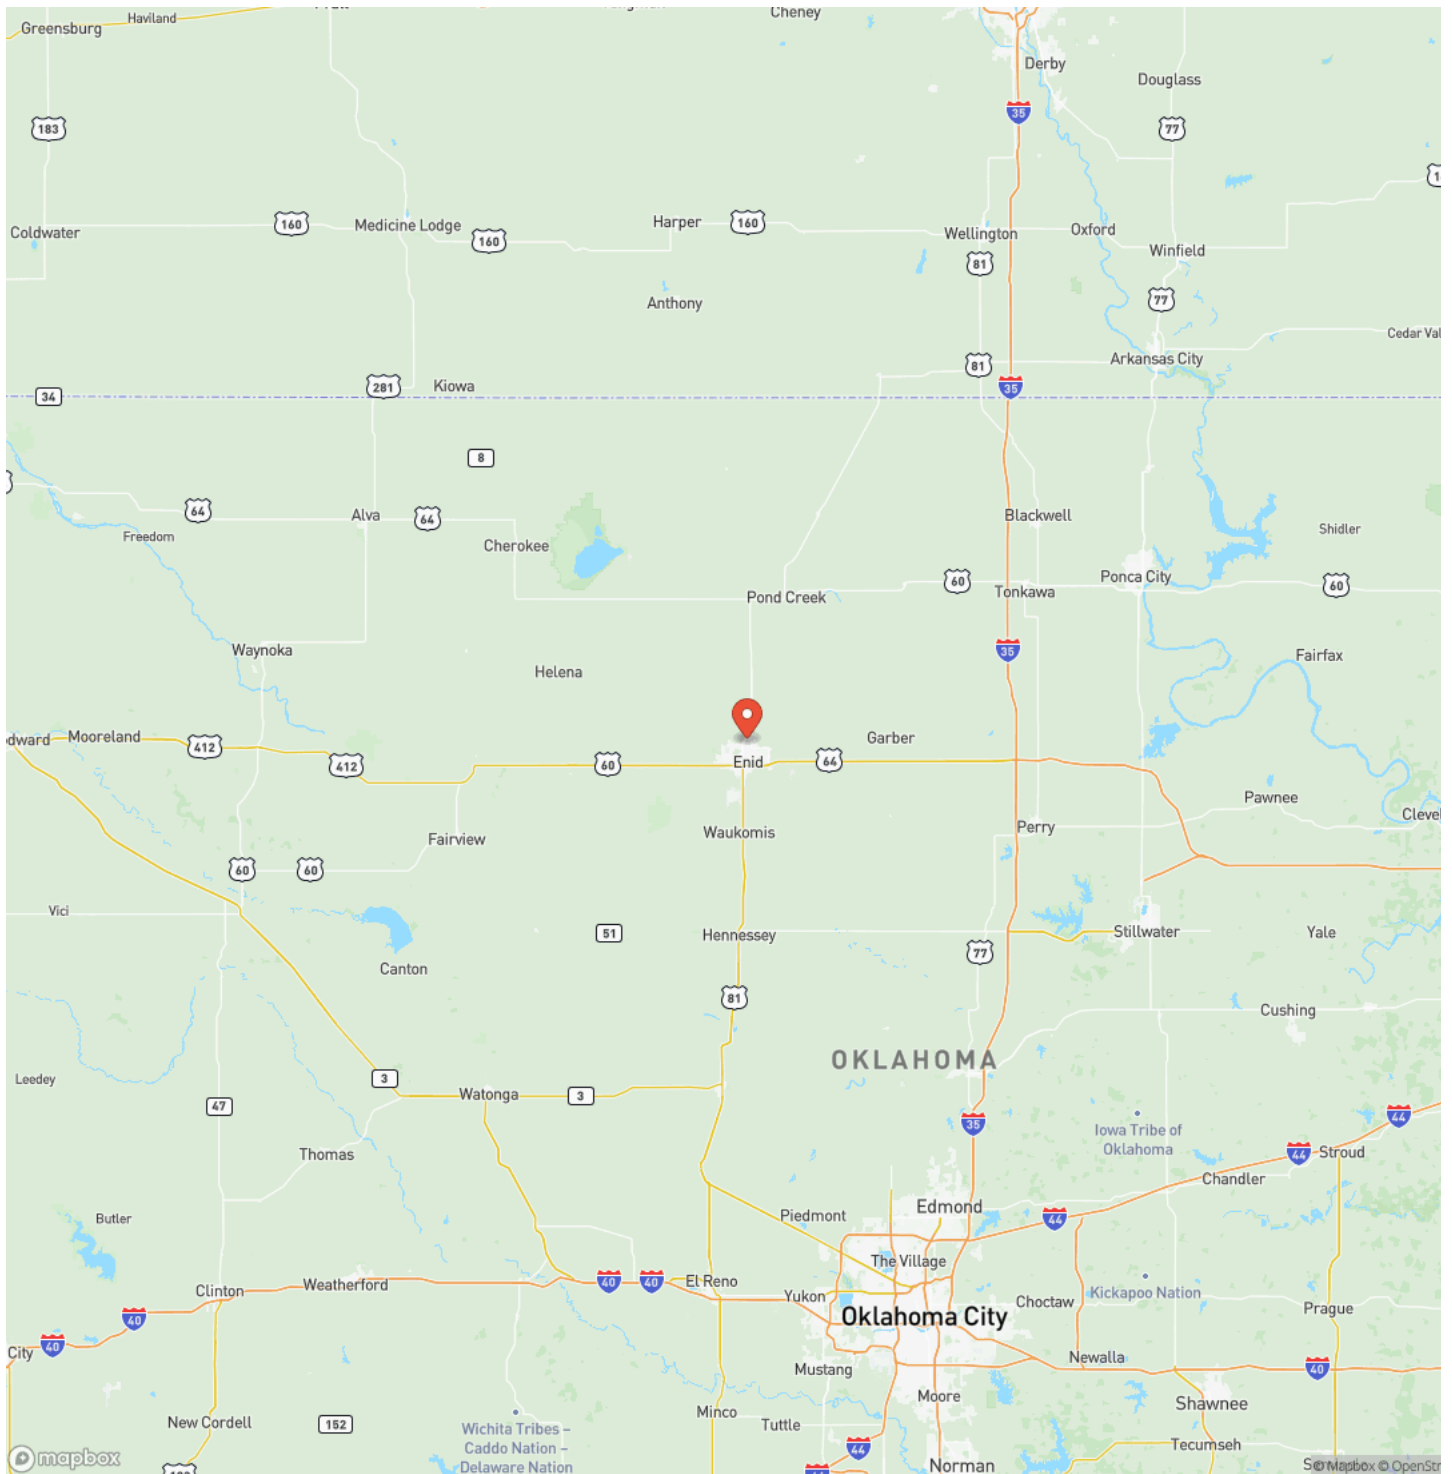 Haviland
Cheney
Greensburg
Derby
Douglass
35
183
77
160
Medicine Lodge
160
Harper
160
Coldwater
Wellington
Oxford
Winfield
81
Anthony
77
Cedar Val
Arkansas City
81
34
281
Kiowa
35
8
64
Alva
64
Blackwell
Shidler
Freedom
Cherokee
60
Ponca City
60
Pond Creek
Tonkawa
Waynoka
35
Fairfax
Helena
dward
Mooreland
412
Garber
412
60
Enid
64
Pawnee
Clevel
Fairview
Waukomis
Perry
60
60
Vici
51
Hennessey
Stillwater
Yale
77
Canton
81
Cushing
OKLAHOMA
Leedey
3
Watonga
3
47
35
44
Iowa Tribe of
Oklahoma
44
Stroud
Thomas
Chandler
Butler
Piedmont
Edmond
44
The Village
Clinton
Weatherford
40
40
El Reno
Yukon
Choctaw
Kickapoo Nation
Prague
40
Oklahoma City
40
City
Mustang
Newalla
40
Moore
Shawnee
New Cordell
152
Minco
Tuttle
Wichita Tribes –
Caddo Nation –
Delaware Nation
44
Tecumseh
Norman
mapbox
© Mapbox © OpenStr